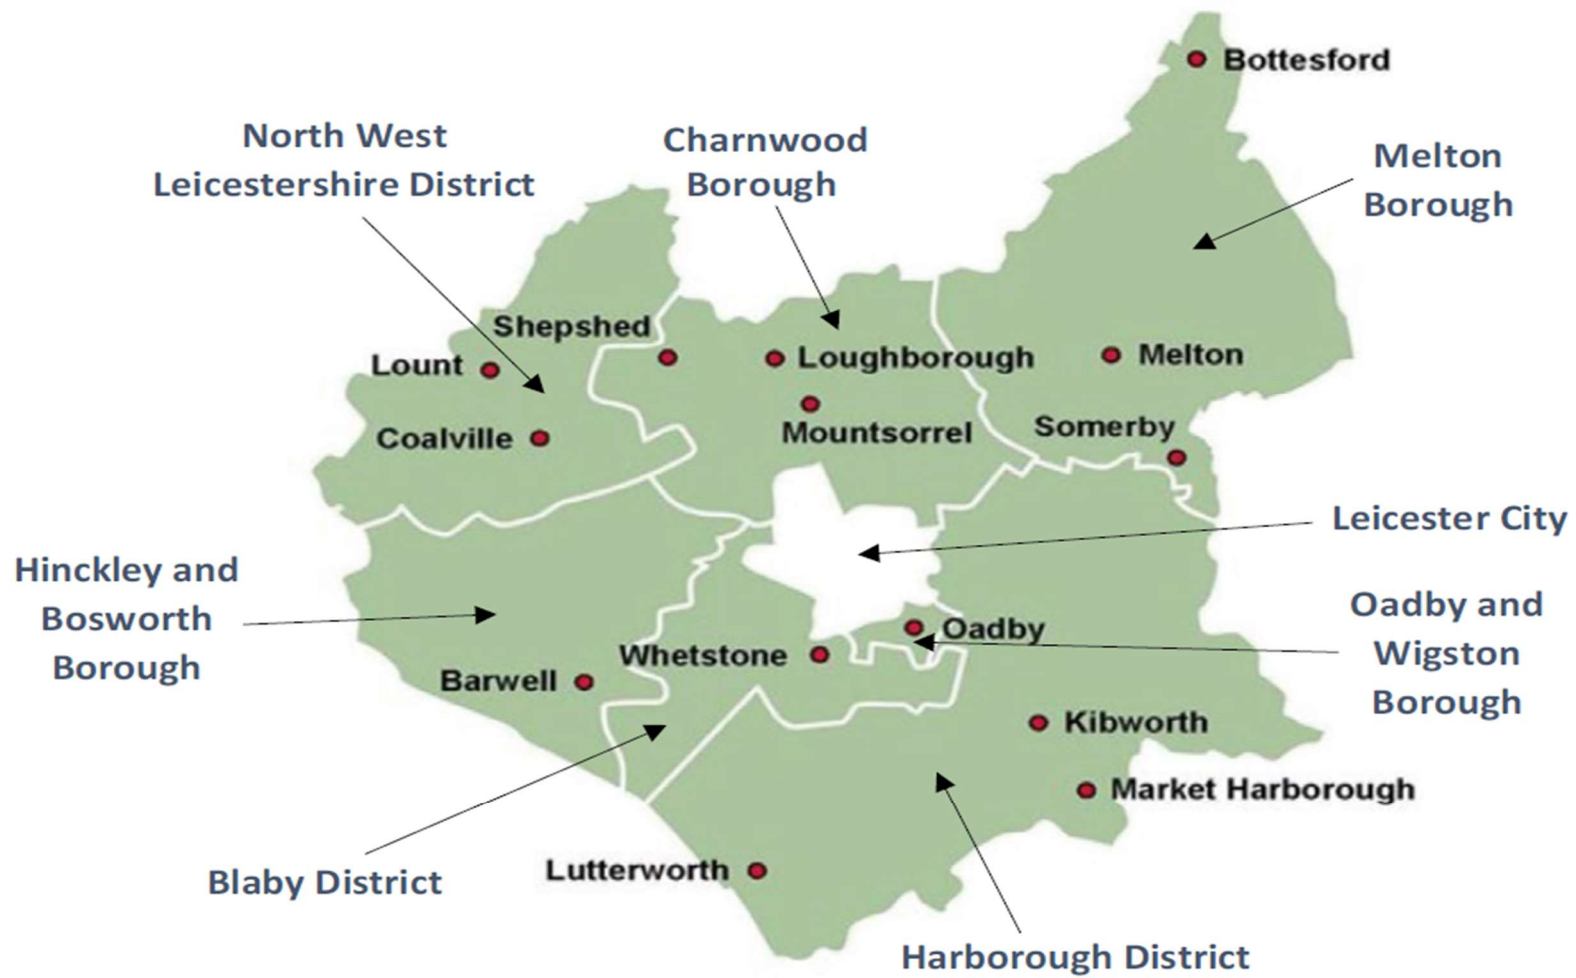 Bottesford
North West
Leicestershire District
Charnwood
Borough
Melton
Borough
Shepshed
Lount
Loughborough
Melton
Coalville
Mountsorrel
Somerby
Leicester City
Hinckley and
Bosworth
Borough
Oadby and
Wigston
Borough
Oadby
Whetstone
Barwell
Kibworth
Market Harborough
Lutterworth
Blaby District
Harborough District